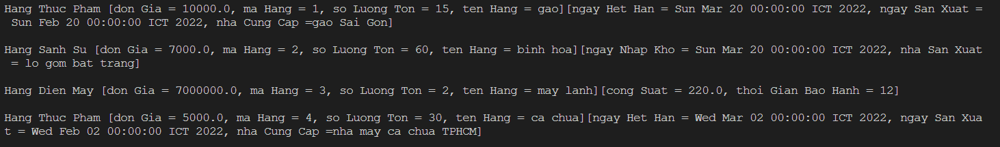 Hang Thuc Pham [don Gia = 10000.0, ma Hang = 1, so Luong Ton = 15, ten Hang = gao][ngay Het Han = Sun Mar 20 00:00:00 ICT 2022, ngay San Xuat =
Sun Feb 20 00:00:00 ICT 2022, nha Cung Cap =gao Sai Gon]
Hang Sanh Su [don Gia = 7000.0, ma Hang = 2, so Luong Ton = 60, ten Hang = binh hoa][ngay Nhap Kho = Sun Mar 20 00:00:00 ICT 2022, nha San Xuat
= lo gom bat trang]
Hang Dien May [don Gia = 7000000.0, ma Hang = 3, so Luong Ton = 2, ten Hang = may lanh][cong Suat = 220.0, thoi Gian Bao Hanh = 12]
Hang Thuc Pham [don Gia = 5000.0, ma Hang = 4, so Luong Ton = 30, ten Hang = ca chua][ngay Het Han = Wed Mar 02 00:00:00 ICT 2022, ngay San Xua
t = Wed Feb 02 00:00:00 ICT 2022, nha Cung Cap =nha may ca chua TPHCM]